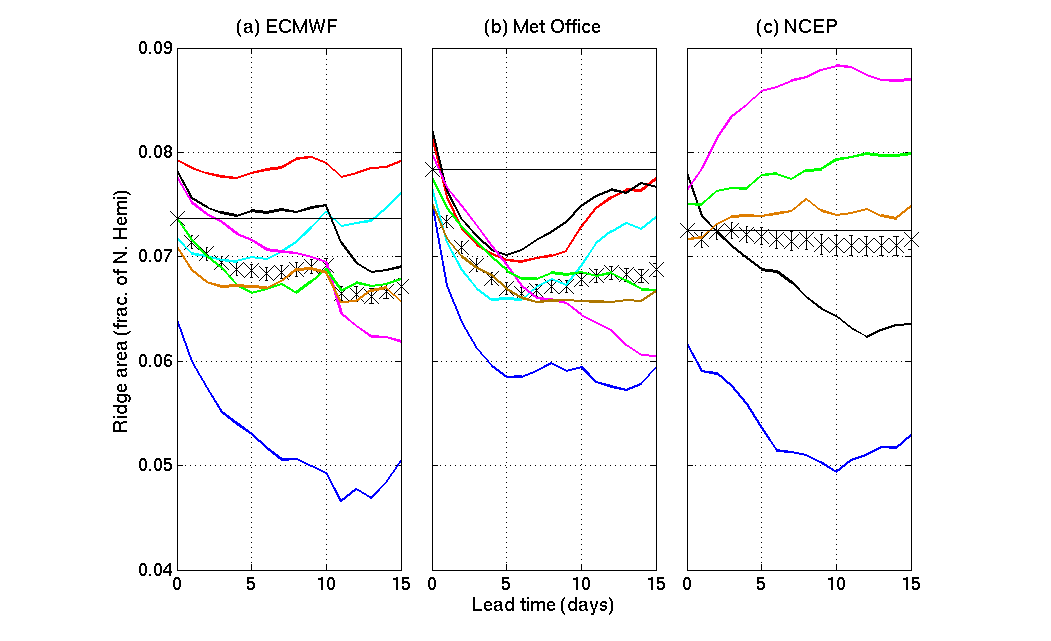 (a) ECMWF (b) Met Office (c) NCEP
0.09
0.08
0.07
0.06
0.05
0.04
Ridge area (frac. of N. Hemi)
0 5 10 15 0 5 10 15 0 5 10 15
Lead time (days)